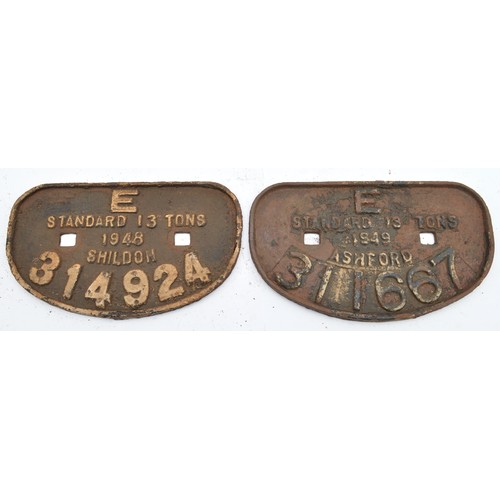 E
STANDARD 13 TONS
1948
SHILDON
314924
E
STANDARD 13 TONS
1949
ASHFORD
311667